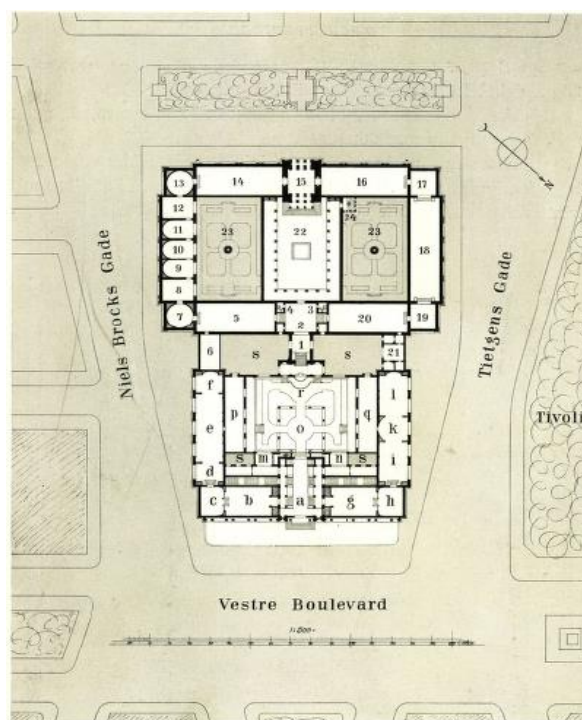 N
13 14 15 16 17
12
11 23 22 23 24
10 18
9
8
7 5 4 3 20 19
2
6 S 1 S 21
f r l
p q
e o k
S m n S i
d
c b a g h
Niels Brocks Gade
Tietgens Gade
Tivoli
Vestre Boulevard